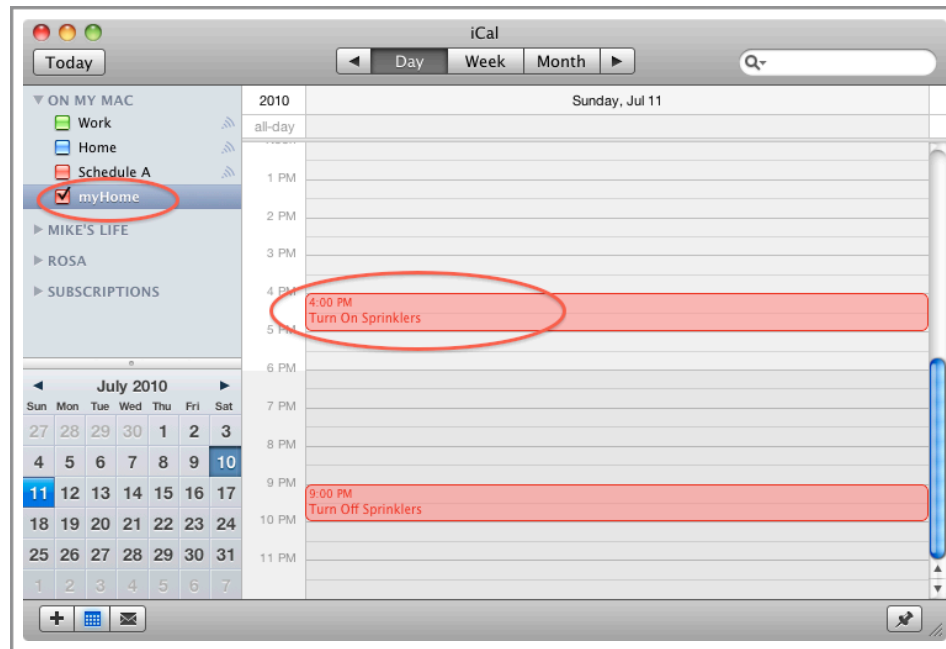 iCal
Today
Day
Week
Month
ON MY MAC
Work
Home
Schedule A
myHome
MIKE'S LIFE
ROSA
SUBSCRIPTIONS
July 2010
Sun Mon Tue Wed Thu Fri Sat
27 28 29 30 1 2 3
4 5 6 7 8 9 10
11 12 13 14 15 16 17
18 19 20 21 22 23 24
25 26 27 28 29 30 31
1 2 3 4 5 6 7
2010 Sunday, Jul 11
all-day
1 PM
2 PM
3 PM
4 PM
4:00 PM
Turn On Sprinklers
5 PM
6 PM
7 PM
8 PM
9 PM
9:00 PM
Turn Off Sprinklers
10 PM
11 PM